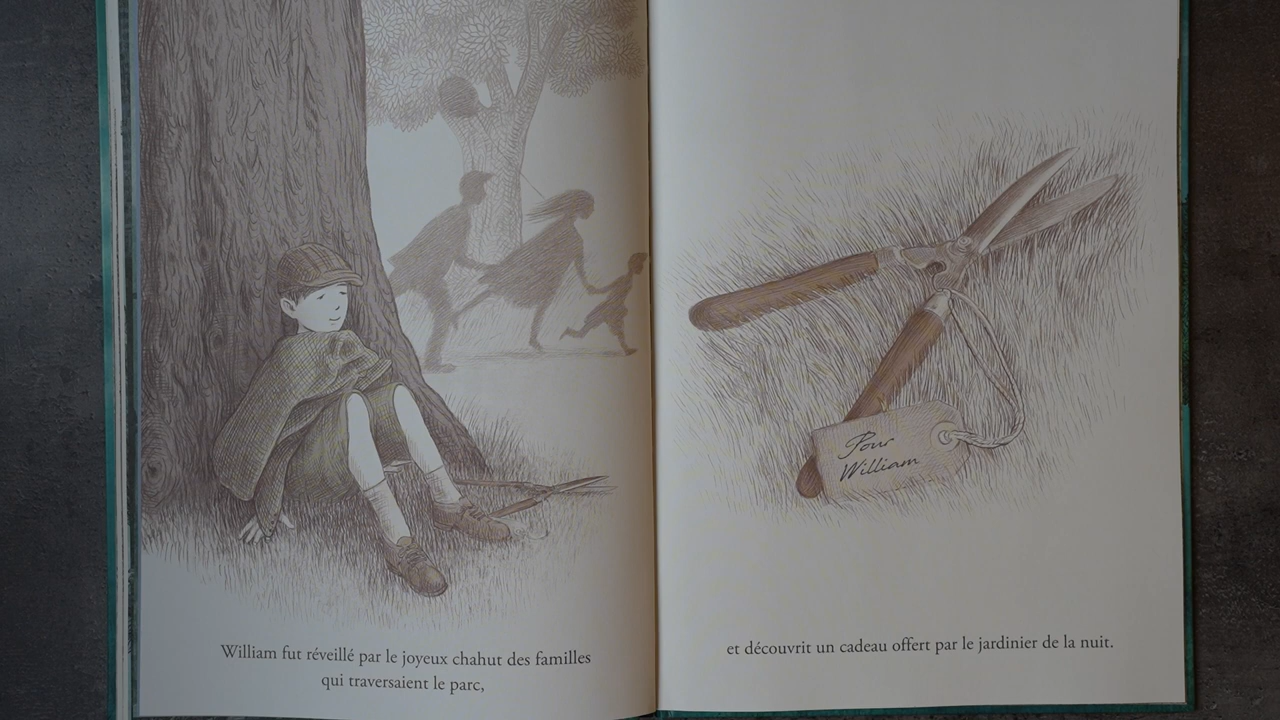 William fut réveillé par le joyeux chahut des familles
qui traversaient le parc,
Pour
William
et découvrit un cadeau offert par le jardinier de la nuit.